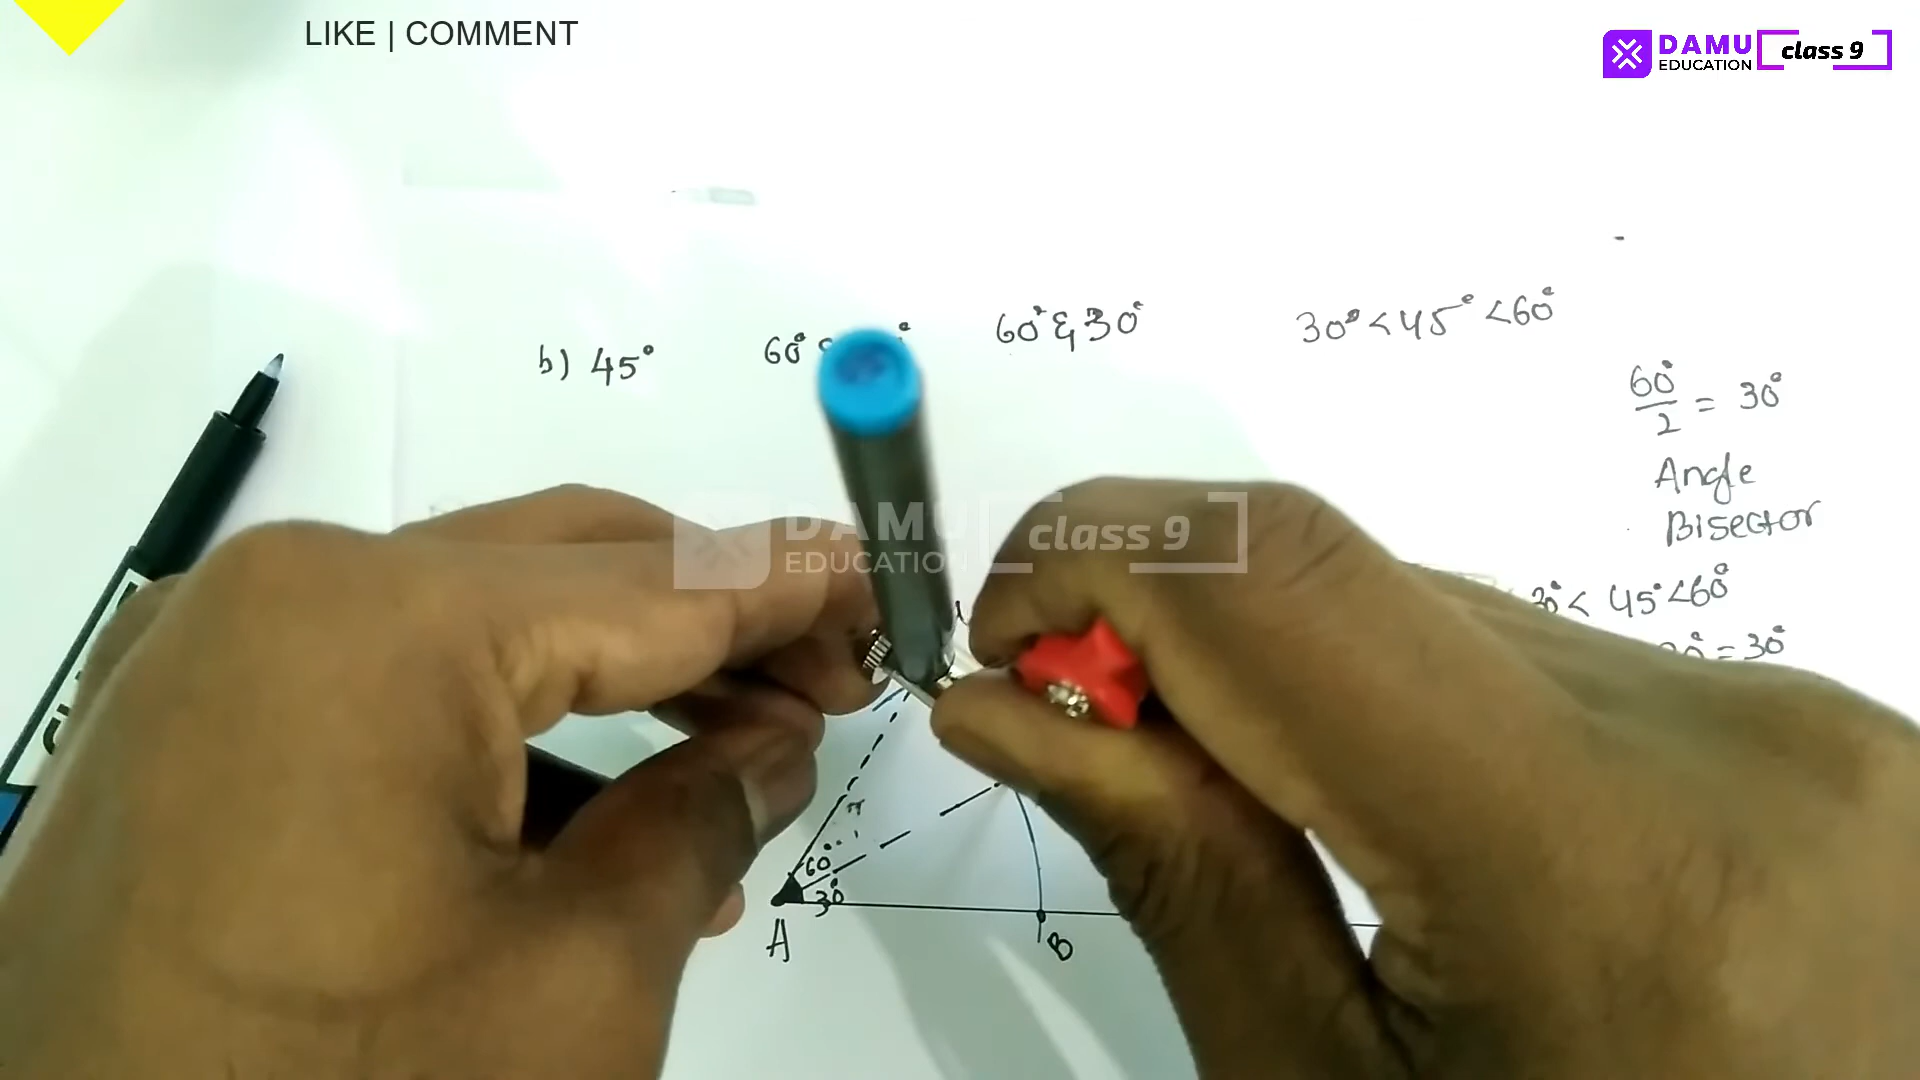 LIKE | COMMENT
DAMU
EDUCATION
class 9
b) 45°
60°
60° & 30°
30° < 45° < 60°
60°/2 = 30°
Angle
Bisector
30° < 45° < 60°
= 30°
DAMU
EDUCATION
class 9
60°
30°
A
B